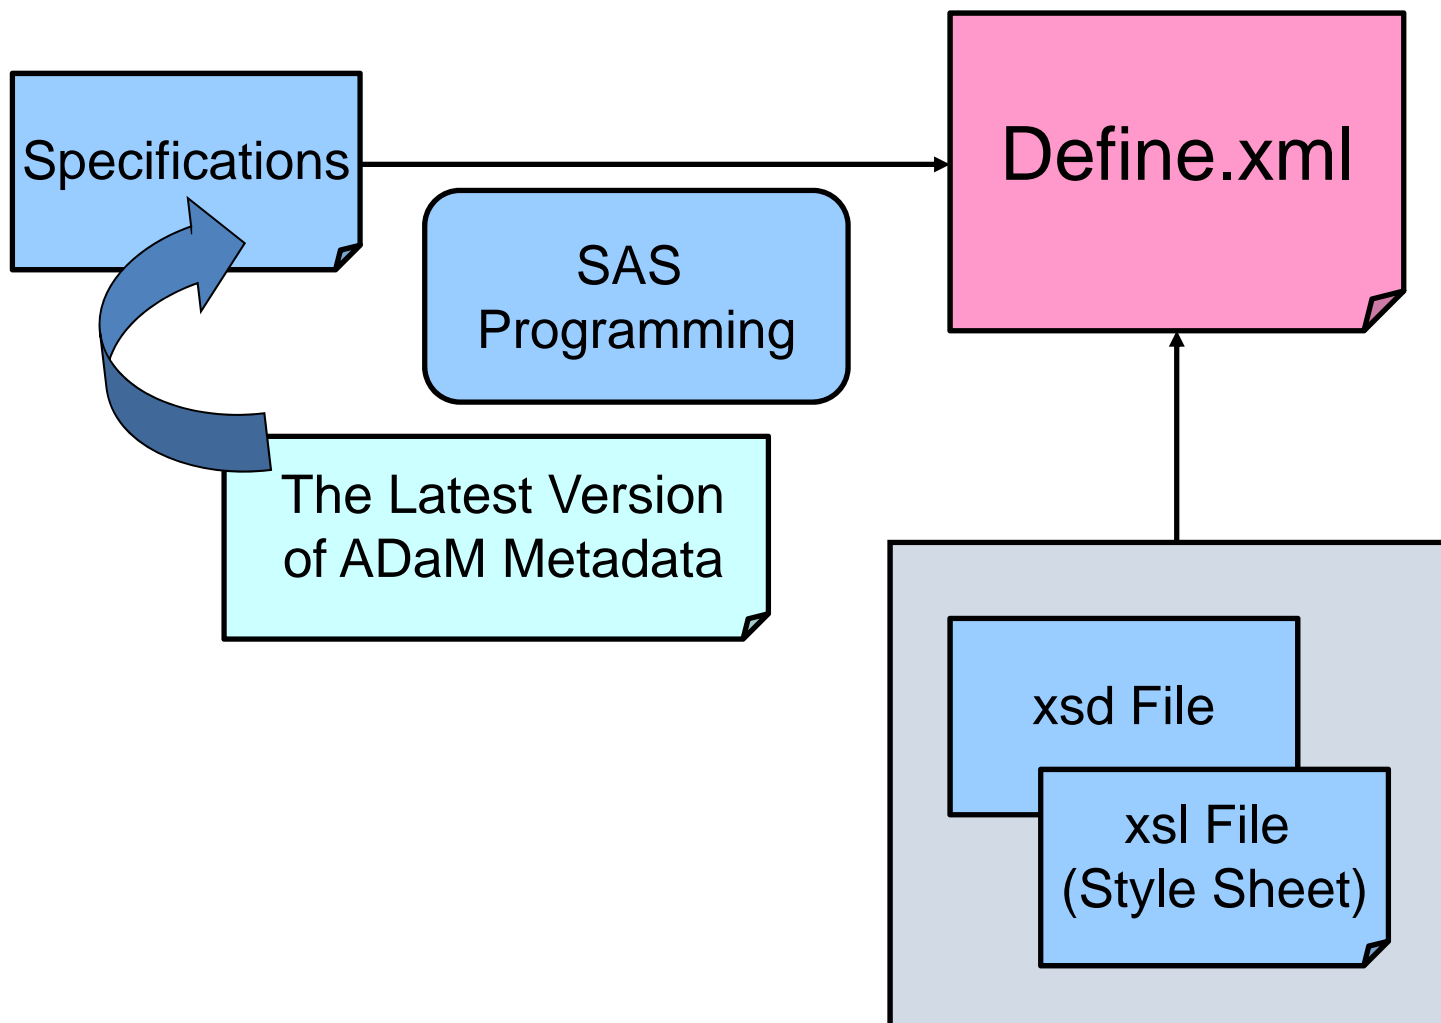 Specifications
Define.xml
SAS
Programming
The Latest Version
of ADaM Metadata
xsd File
xsl File
(Style Sheet)